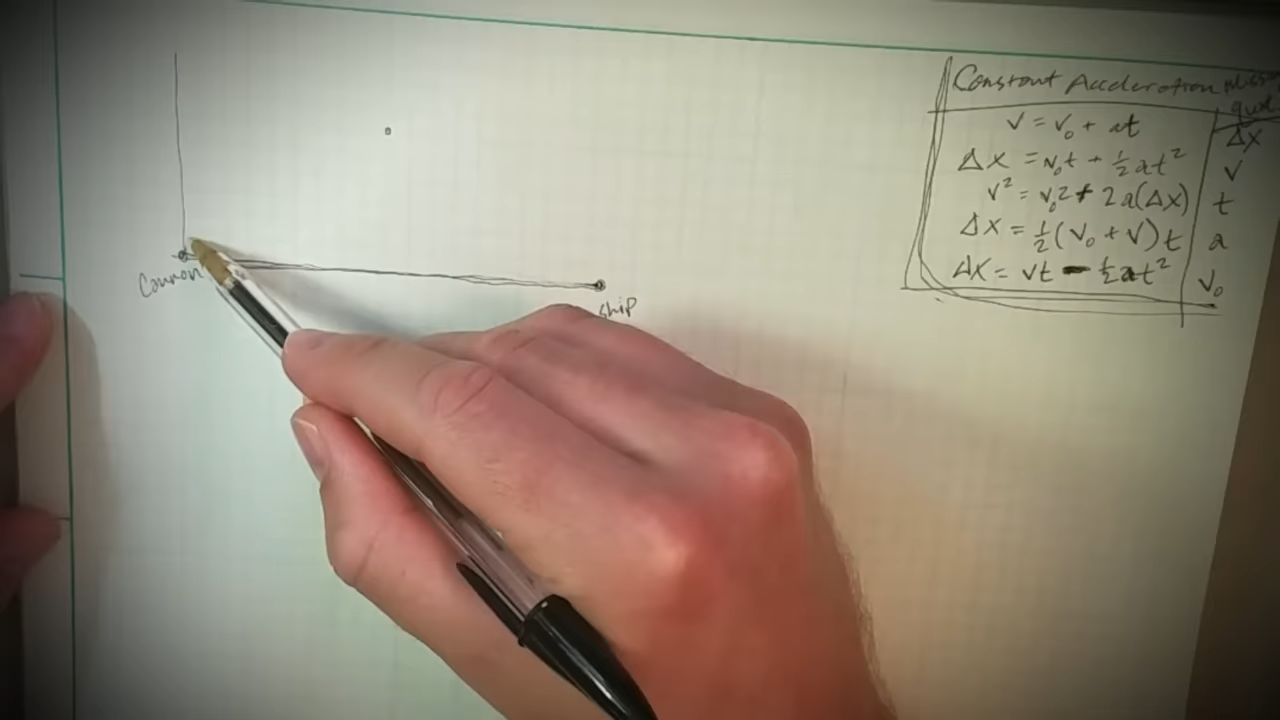 Constant Acceleration
v = v₀ + at
Δx
Δx = v₀t + ½at²
v
v² = v₀² + 2a(Δx)
t
Δx = ½(v₀ + v)t
a
Δx = vt - ½at²
v₀
Cannon
ship